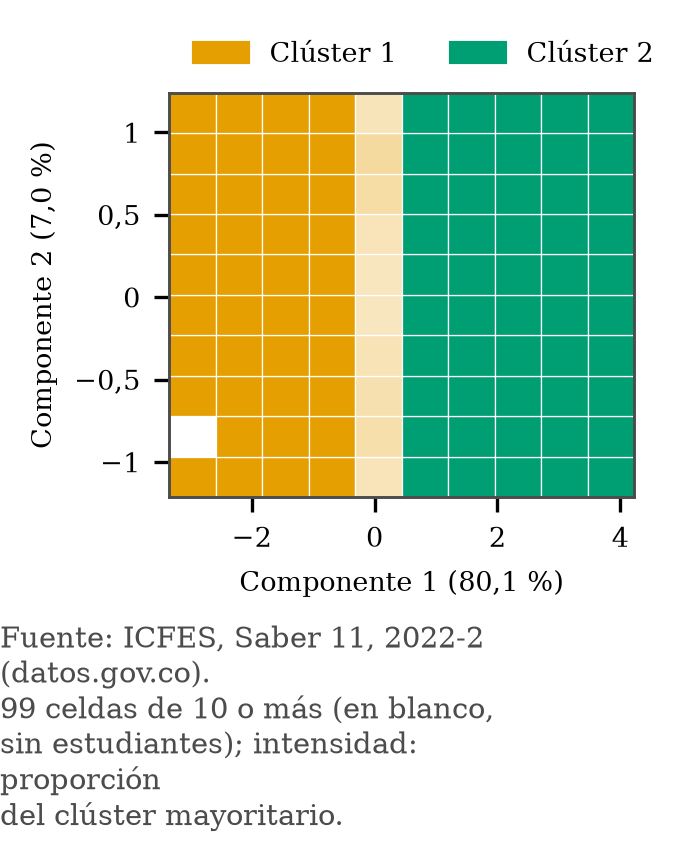 Clúster 1 Clúster 2
Componente 2 (7,0 %)
1
0,5
0
−0,5
−1
−2 0 2 4
Componente 1 (80,1 %)
Fuente: ICFES, Saber 11, 2022-2
(datos.gov.co).
99 celdas de 10 o más (en blanco,
sin estudiantes); intensidad:
proporción
del clúster mayoritario.